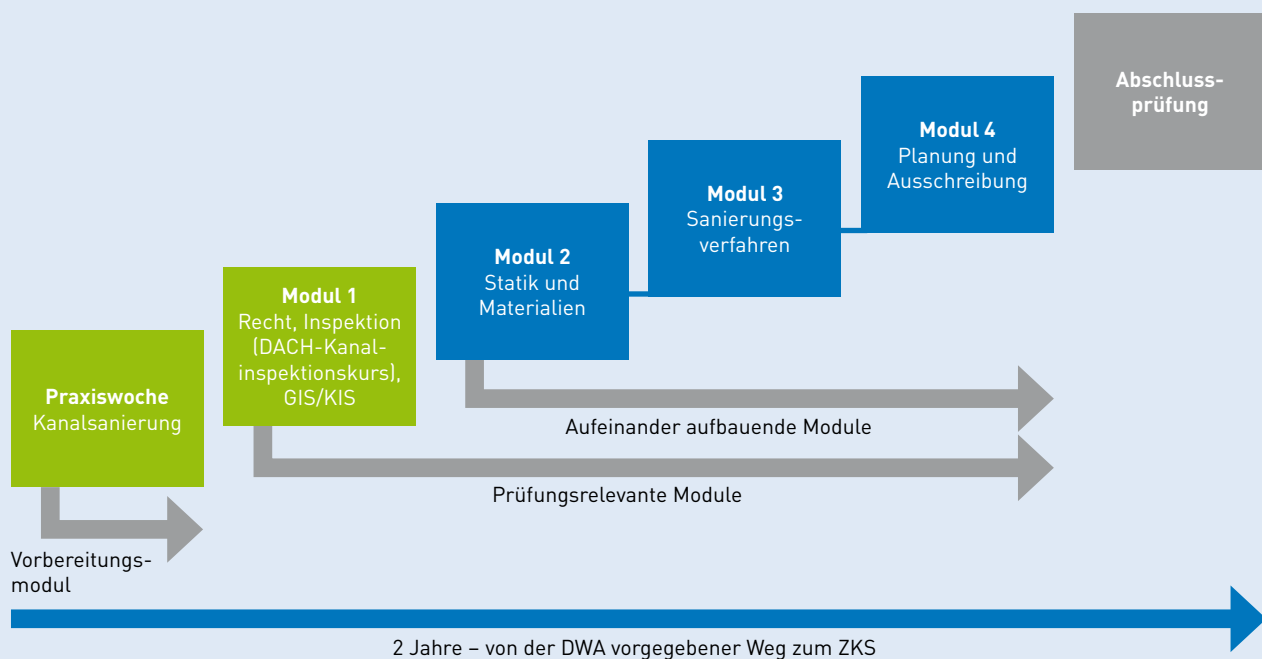 Praxiswoche
Kanalsanierung
Modul 1
Recht, Inspektion
(DACH-Kanal-
inspektionskurs),
GIS/KIS
Modul 2
Statik und
Materialien
Modul 3
Sanierungs-
verfahren
Modul 4
Planung und
Ausschreibung
Abschluss-
prüfung
Aufeinander aufbauende Module
Prüfungsrelevante Module
Vorbereitungs-
modul
2 Jahre – von der DWA vorgegebener Weg zum ZKS